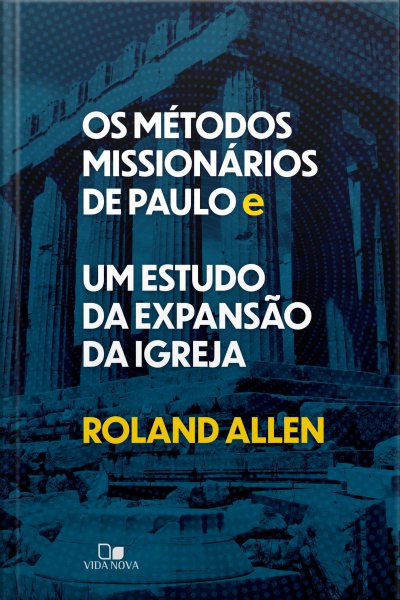 OS MÉTODOS
MISSIONÁRIOS
DE PAULO e
UM ESTUDO
DA EXPANSÃO
DA IGREJA
ROLAND ALLEN
VIDA NOVA